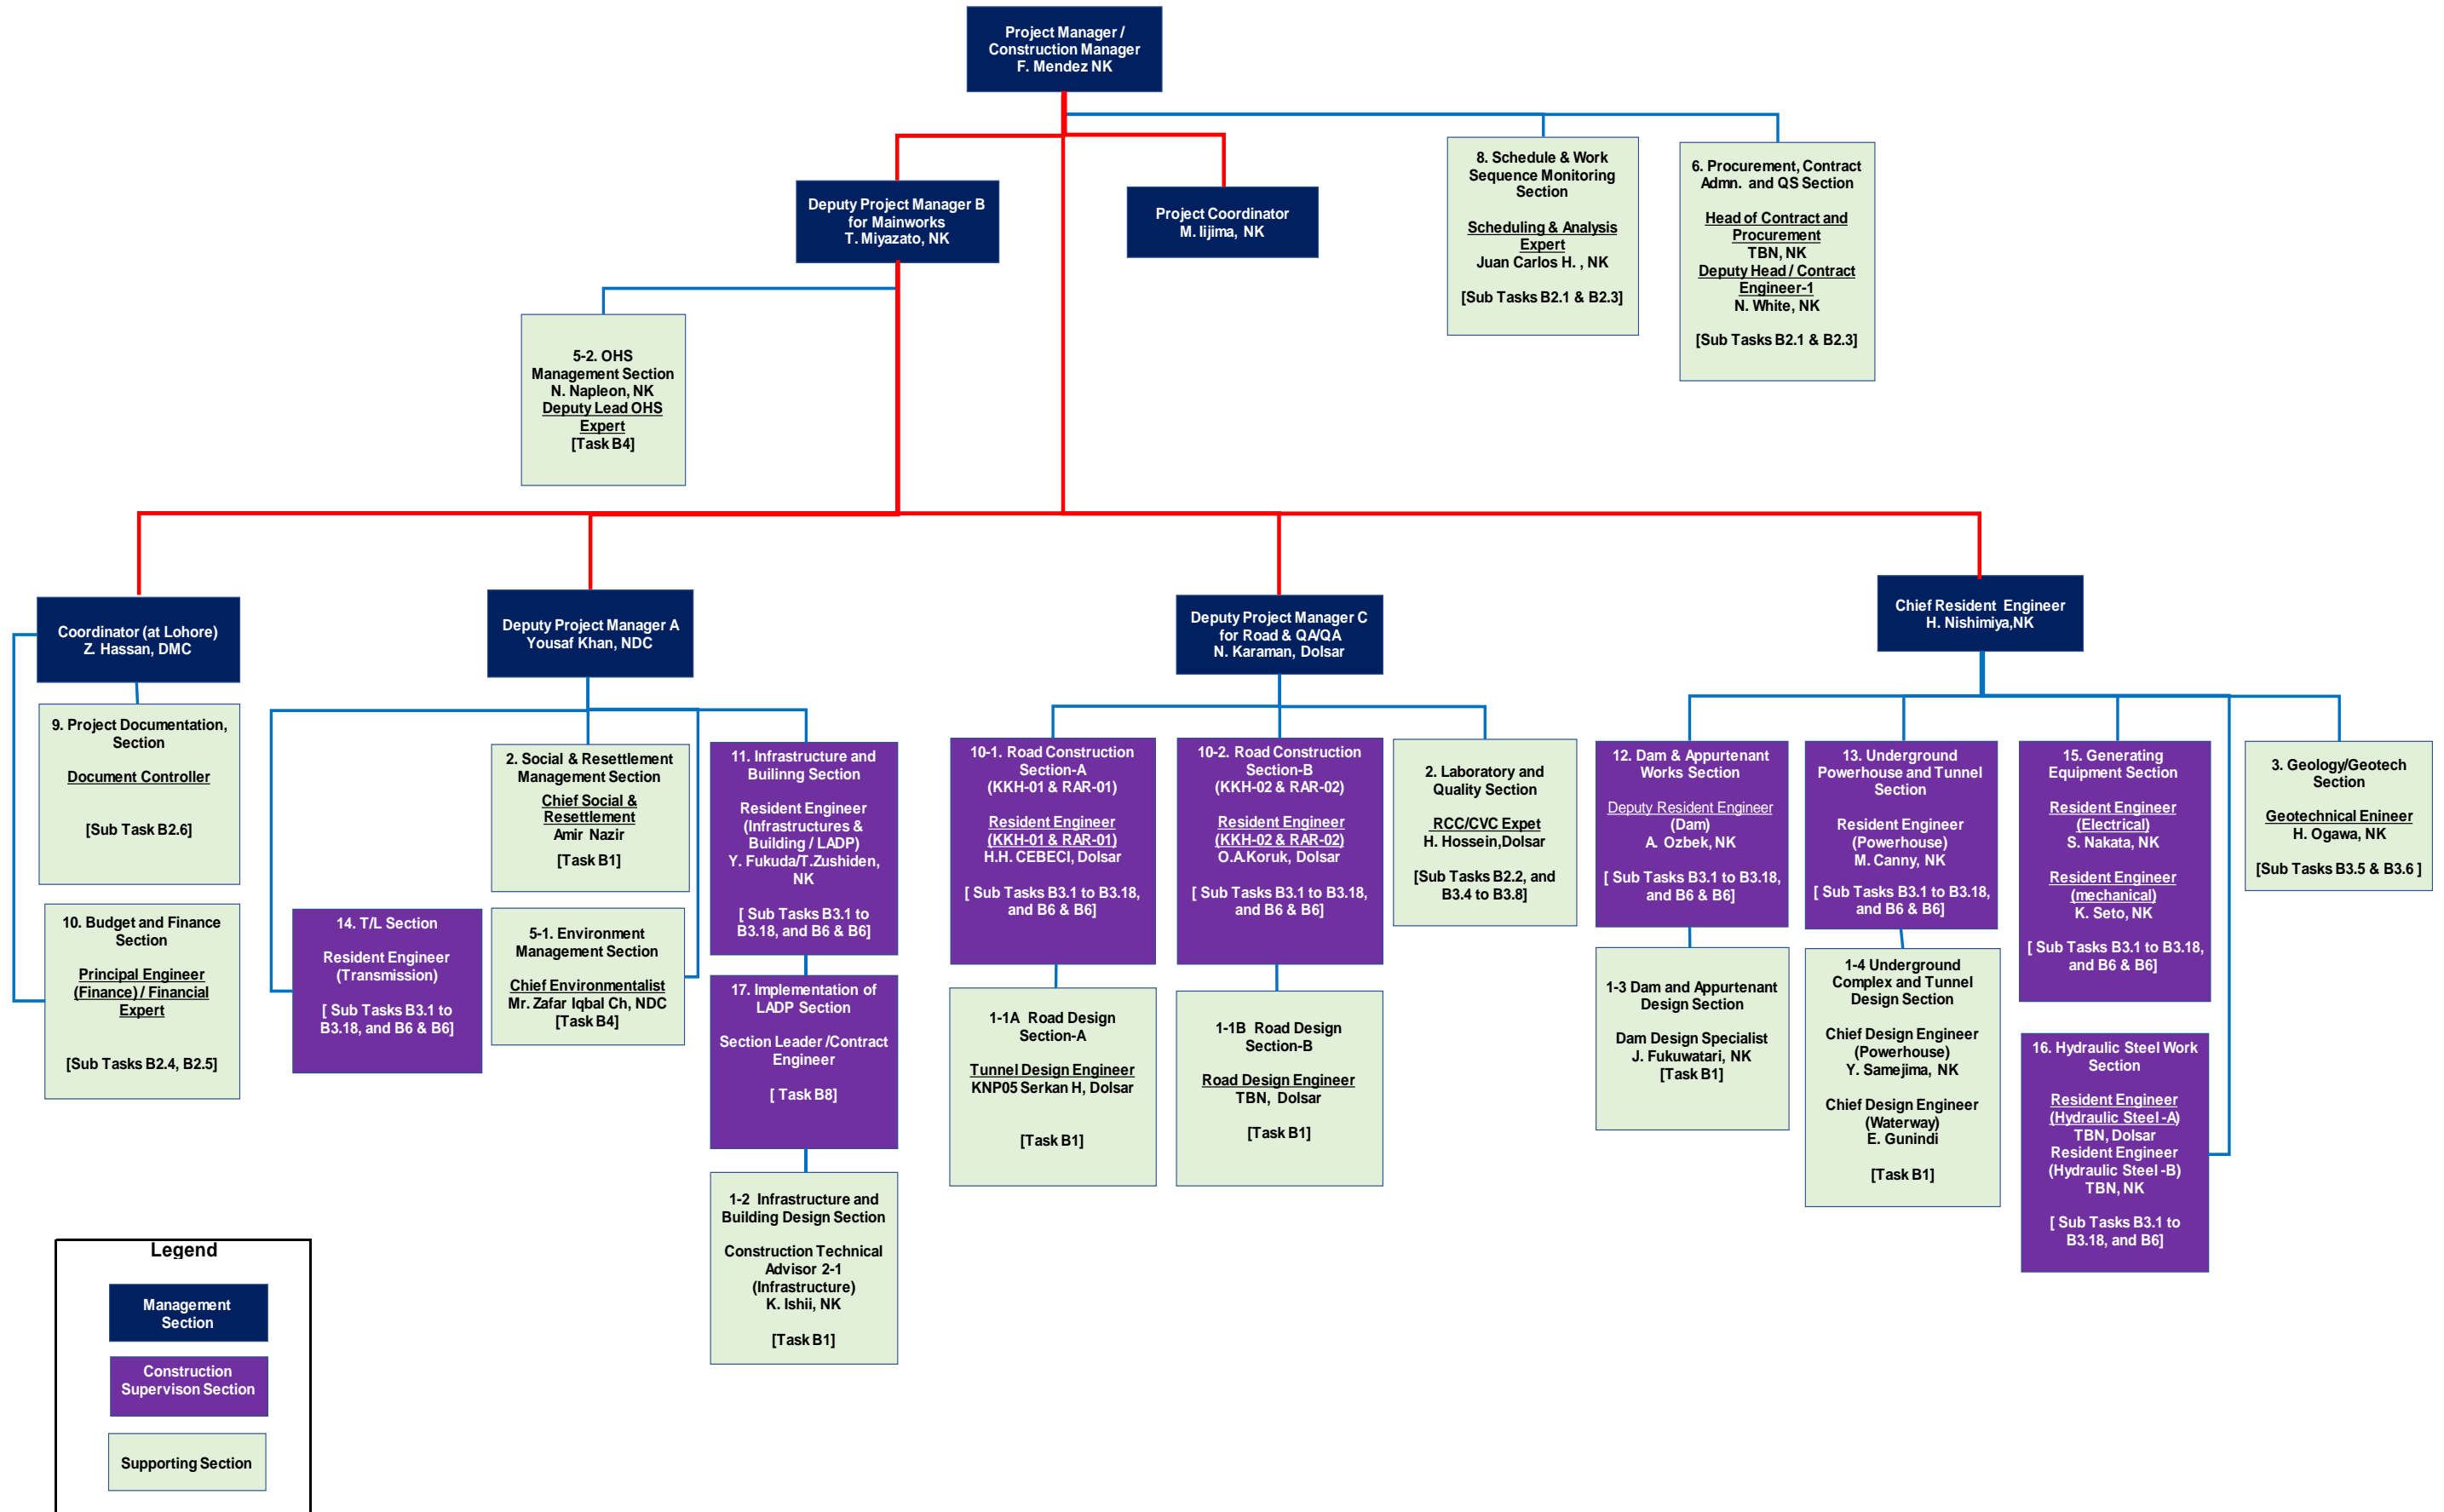 Project Manager /
Construction Manager
F. Mendez NK
Deputy Project Manager B
for Mainworks
T. Miyazato, NK
Project Coordinator
M. Iijima, NK
8. Schedule & Work
Sequence Monitoring
Section
Scheduling & Analysis
Expert
Juan Carlos H. , NK
[Sub Tasks B2.1 & B2.3]
6. Procurement, Contract
Admn. and QS Section
Head of Contract and
Procurement
TBN, NK
Deputy Head / Contract
Engineer-1
N. White, NK
[Sub Tasks B2.1 & B2.3]
5-2. OHS
Management Section
N. Napleon, NK
Deputy Lead OHS
Expert
[Task B4]
Coordinator (at Lohore)
Z. Hassan, DMC
Deputy Project Manager A
Yousaf Khan, NDC
Deputy Project Manager C
for Road & QA/QA
N. Karaman, Dolsar
Chief Resident Engineer
H. Nishimiya,NK
9. Project Documentation,
Section
Document Controller
[Sub Task B2.6]
10. Budget and Finance
Section
Principal Engineer
(Finance) / Financial
Expert
[Sub Tasks B2.4, B2.5]
14. T/L Section
Resident Engineer
(Transmission)
[ Sub Tasks B3.1 to
B3.18, and B6 & B6]
2. Social & Resettlement
Management Section
Chief Social &
Resettlement
Amir Nazir
[Task B1]
5-1. Environment
Management Section
Chief Environmentalist
Mr. Zafar Iqbal Ch, NDC
[Task B4]
11. Infrastructure and
Builinng Section
Resident Engineer
(Infrastructures &
Building / LADP)
Y. Fukuda/T.Zushiden,
NK
[ Sub Tasks B3.1 to
B3.18, and B6 & B6]
17. Implementation of
LADP Section
Section Leader /Contract
Engineer
[ Task B8]
1-2 Infrastructure and
Building Design Section
Construction Technical
Advisor 2-1
(Infrastructure)
K. Ishii, NK
[Task B1]
10-1. Road Construction
Section-A
(KKH-01 & RAR-01)
Resident Engineer
(KKH-01 & RAR-01)
H.H. CEBECI, Dolsar
[ Sub Tasks B3.1 to B3.18,
and B6 & B6]
1-1A Road Design
Section-A
Tunnel Design Engineer
KNP05 Serkan H, Dolsar
[Task B1]
10-2. Road Construction
Section-B
(KKH-02 & RAR-02)
Resident Engineer
(KKH-02 & RAR-02)
O.A.Koruk, Dolsar
[ Sub Tasks B3.1 to B3.18,
and B6 & B6]
1-1B Road Design
Section-B
Road Design Engineer
TBN, Dolsar
[Task B1]
2. Laboratory and
Quality Section
RCC/CVC Expet
H. Hossein,Dolsar
[Sub Tasks B2.2, and
B3.4 to B3.8]
12. Dam & Appurtenant
Works Section
Deputy Resident Engineer
(Dam)
A. Ozbek, NK
[ Sub Tasks B3.1 to B3.18,
and B6 & B6]
1-3 Dam and Appurtenant
Design Section
Dam Design Specialist
J. Fukuwatari, NK
[Task B1]
13. Underground
Powerhouse and Tunnel
Section
Resident Engineer
(Powerhouse)
M. Canny, NK
[ Sub Tasks B3.1 to B3.18,
and B6 & B6]
1-4 Underground
Complex and Tunnel
Design Section
Chief Design Engineer
(Powerhouse)
Y. Samejima, NK
Chief Design Engineer
(Waterway)
E. Gunindi
[Task B1]
15. Generating
Equipment Section
Resident Engineer
(Electrical)
S. Nakata, NK
Resident Engineer
(mechanical)
K. Seto, NK
[ Sub Tasks B3.1 to B3.18,
and B6 & B6]
16. Hydraulic Steel Work
Section
Resident Engineer
(Hydraulic Steel -A)
TBN, Dolsar
Resident Engineer
(Hydraulic Steel -B)
TBN, NK
[ Sub Tasks B3.1 to
B3.18, and B6]
3. Geology/Geotech
Section
Geotechnical Enineer
H. Ogawa, NK
[Sub Tasks B3.5 & B3.6 ]
Legend
Management
Section
Construction
Supervison Section
Supporting Section